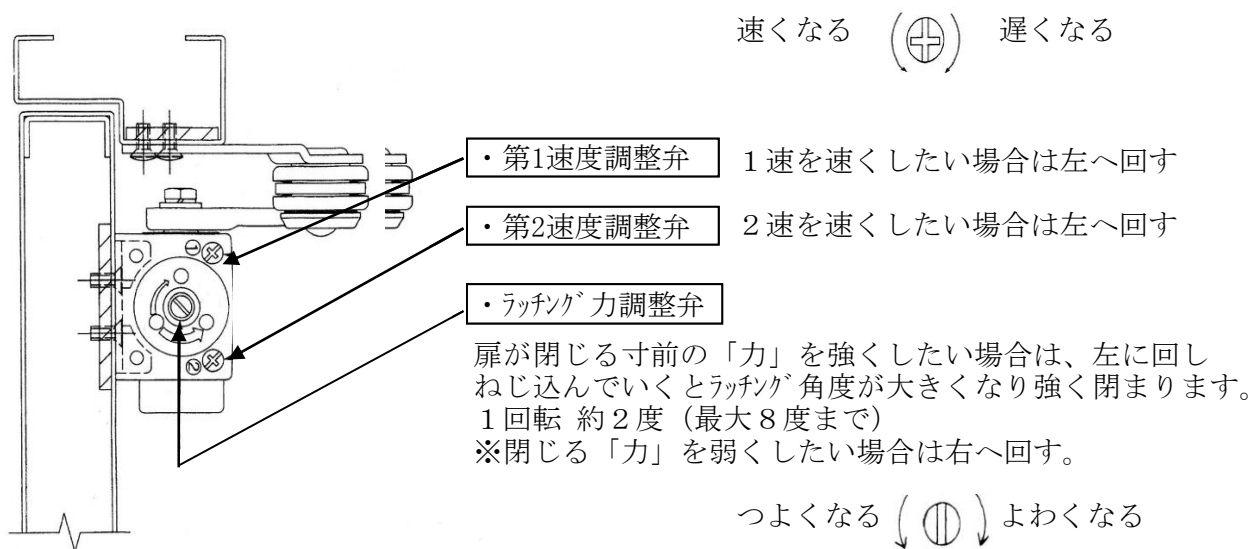 速くなる 遅くなる
・第1速度調整弁 １速を速くしたい場合は左へ回す
・第2速度調整弁 ２速を速くしたい場合は左へ回す
・ﾗｯﾁﾝｸﾞ力調整弁
扉が閉じる寸前の「力」を強くしたい場合は、左に回し
ねじ込んでいくとﾗｯﾁﾝｸﾞ角度が大きくなり強く閉まります。
１回転 約２度（最大８度まで）
※閉じる「力」を弱くしたい場合は右へ回す。
つよくなる よわくなる
1
2